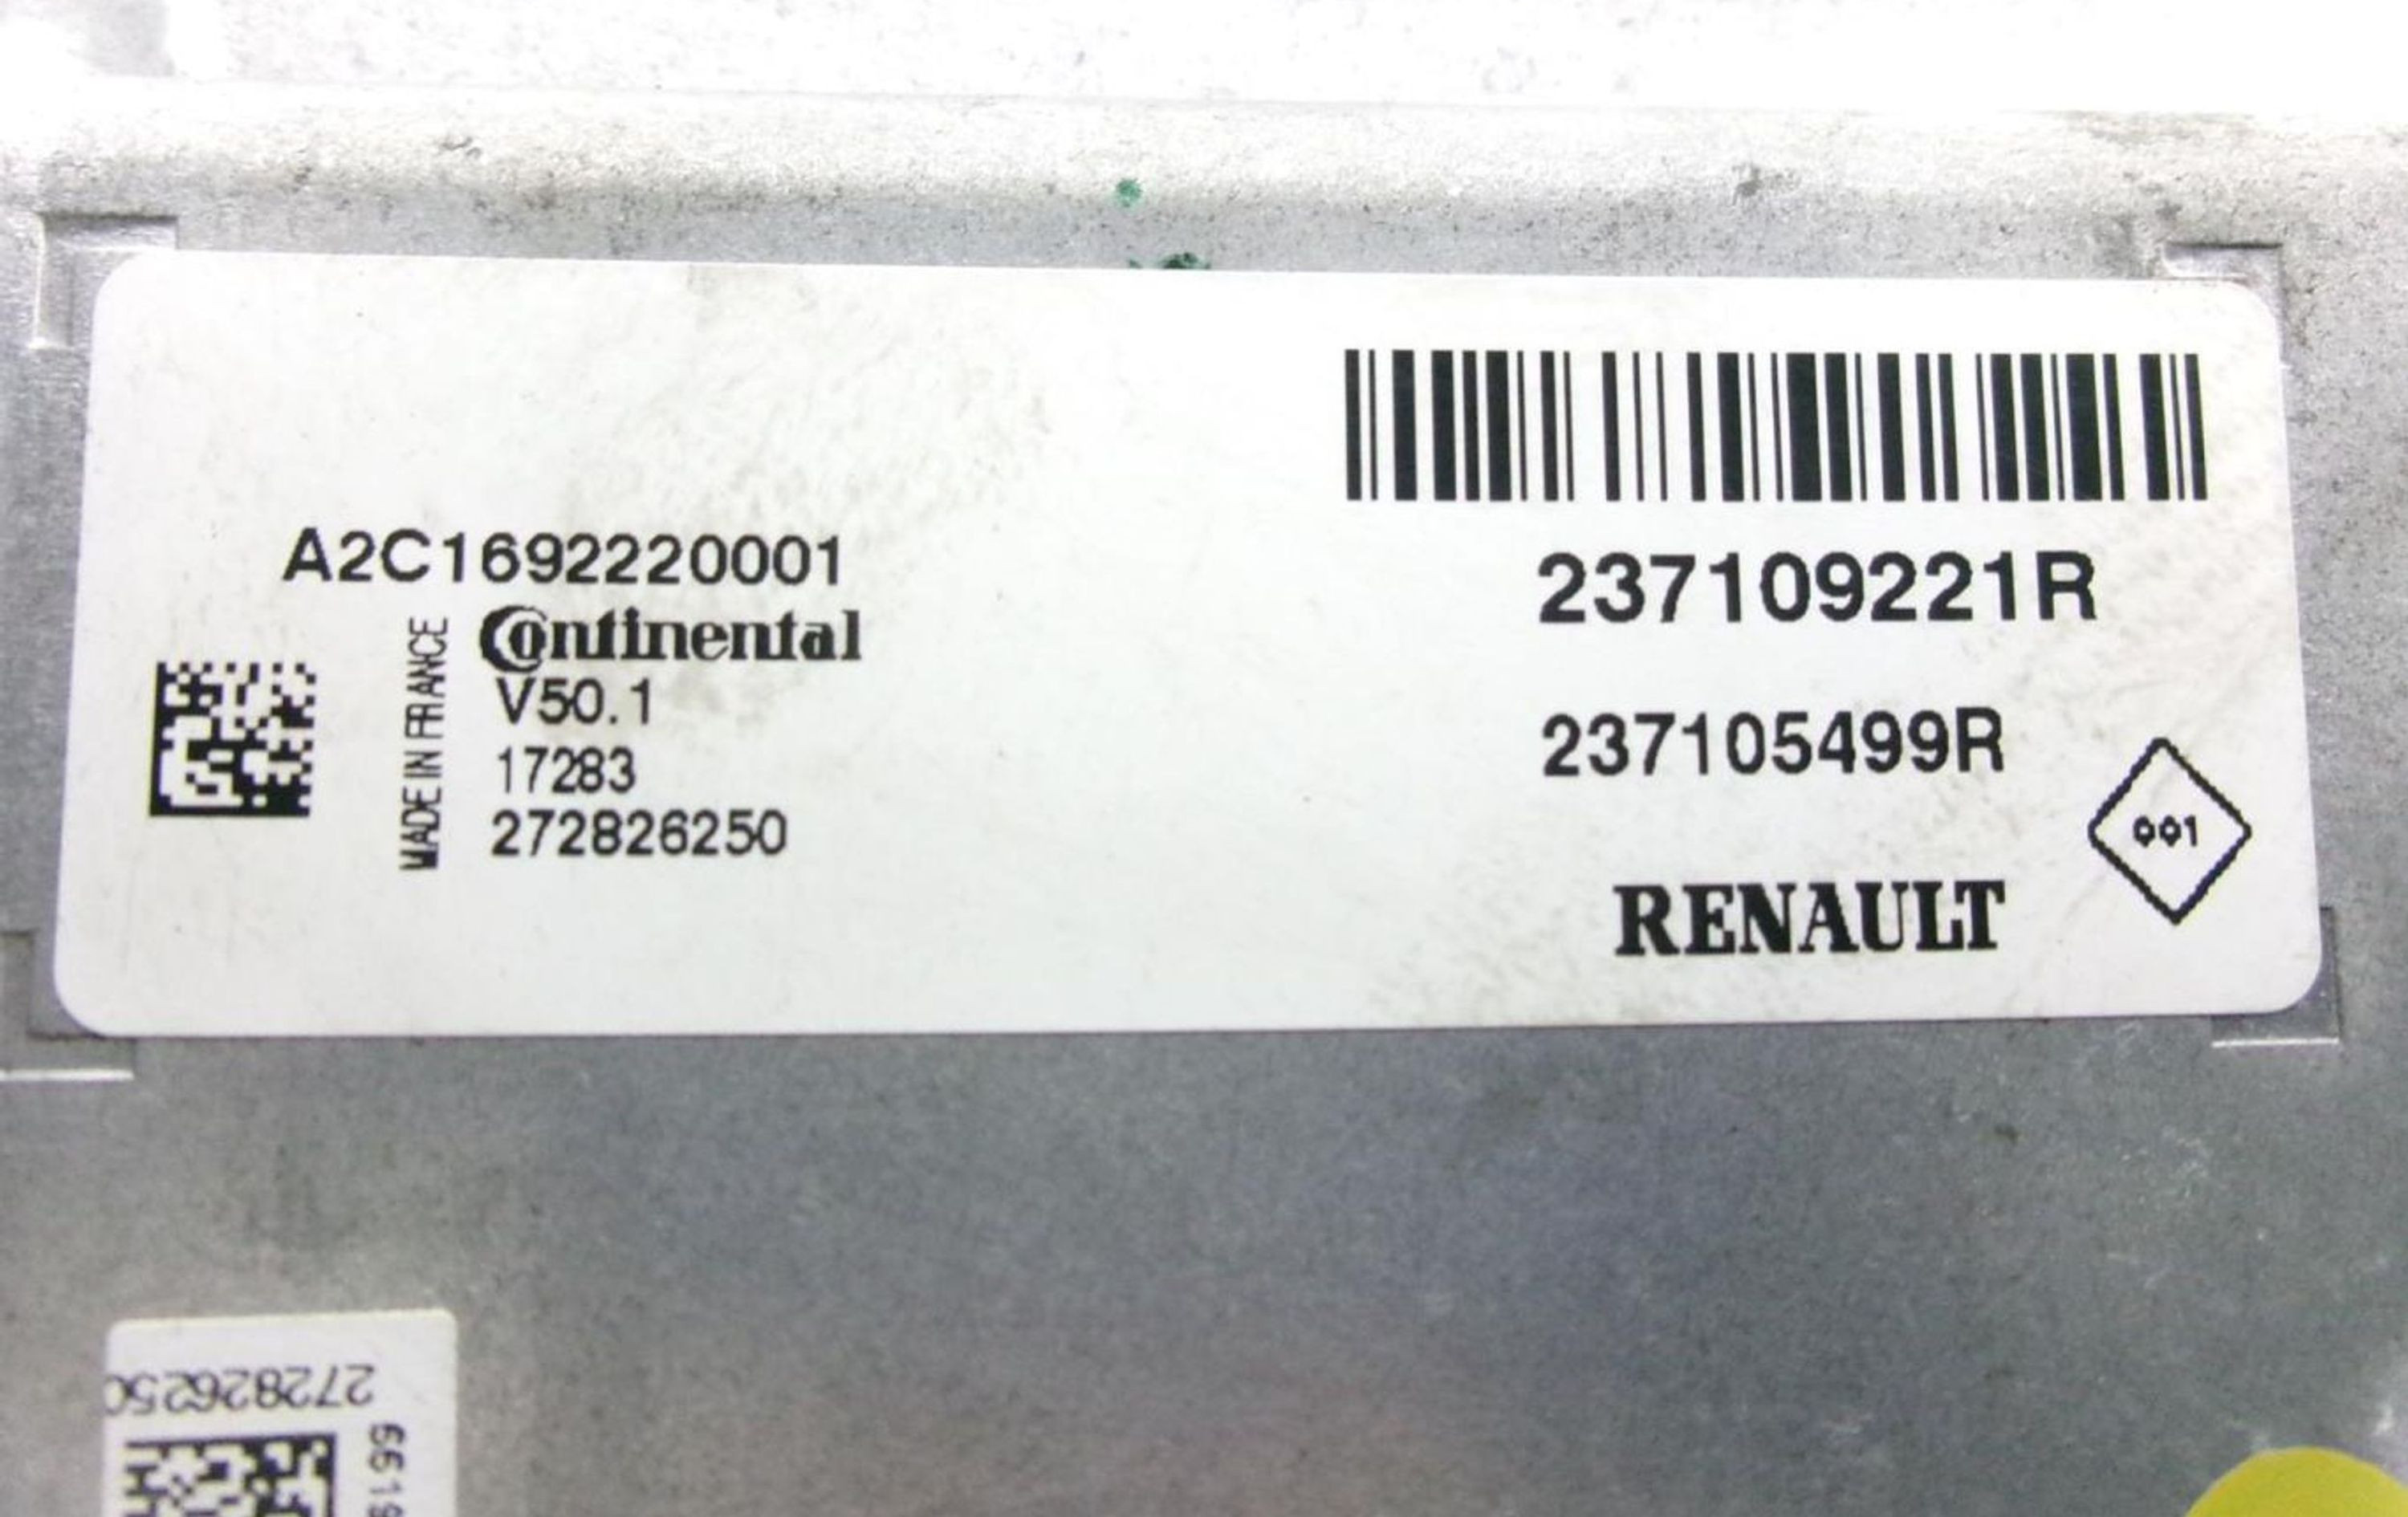 A2C1692220001
MADE IN FRANCE
Continental
V50.1
17283
272826250
237109221R
237105499R
001
RENAULT
272826250